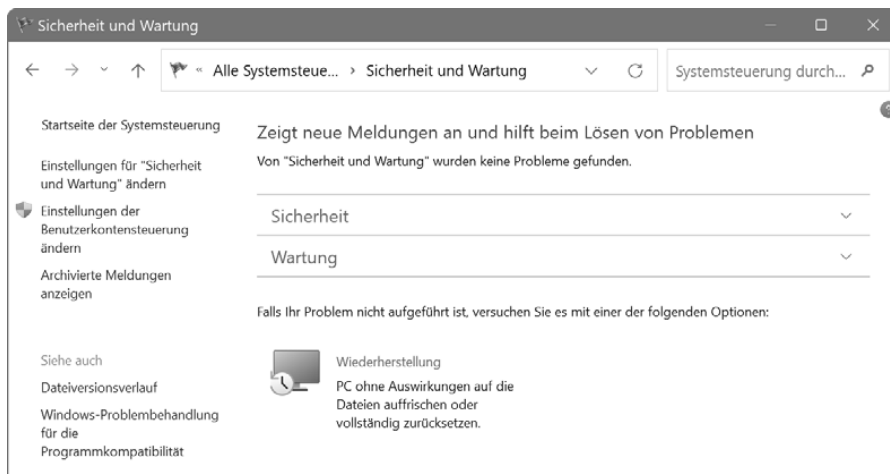 Sicherheit und Wartung
« Alle Systemsteue... › Sicherheit und Wartung
Systemsteuerung durch...
Startseite der Systemsteuerung
Einstellungen für "Sicherheit
und Wartung" ändern
Einstellungen der
Benutzerkontensteuerung
ändern
Archivierte Meldungen
anzeigen
Siehe auch
Dateiversionsverlauf
Windows-Problembehandlung
für die
Programmkompatibilität
Zeigt neue Meldungen an und hilft beim Lösen von Problemen
Von "Sicherheit und Wartung" wurden keine Probleme gefunden.
Sicherheit
Wartung
Falls Ihr Problem nicht aufgeführt ist, versuchen Sie es mit einer der folgenden Optionen:
Wiederherstellung
PC ohne Auswirkungen auf die
Dateien auffrischen oder
vollständig zurücksetzen.